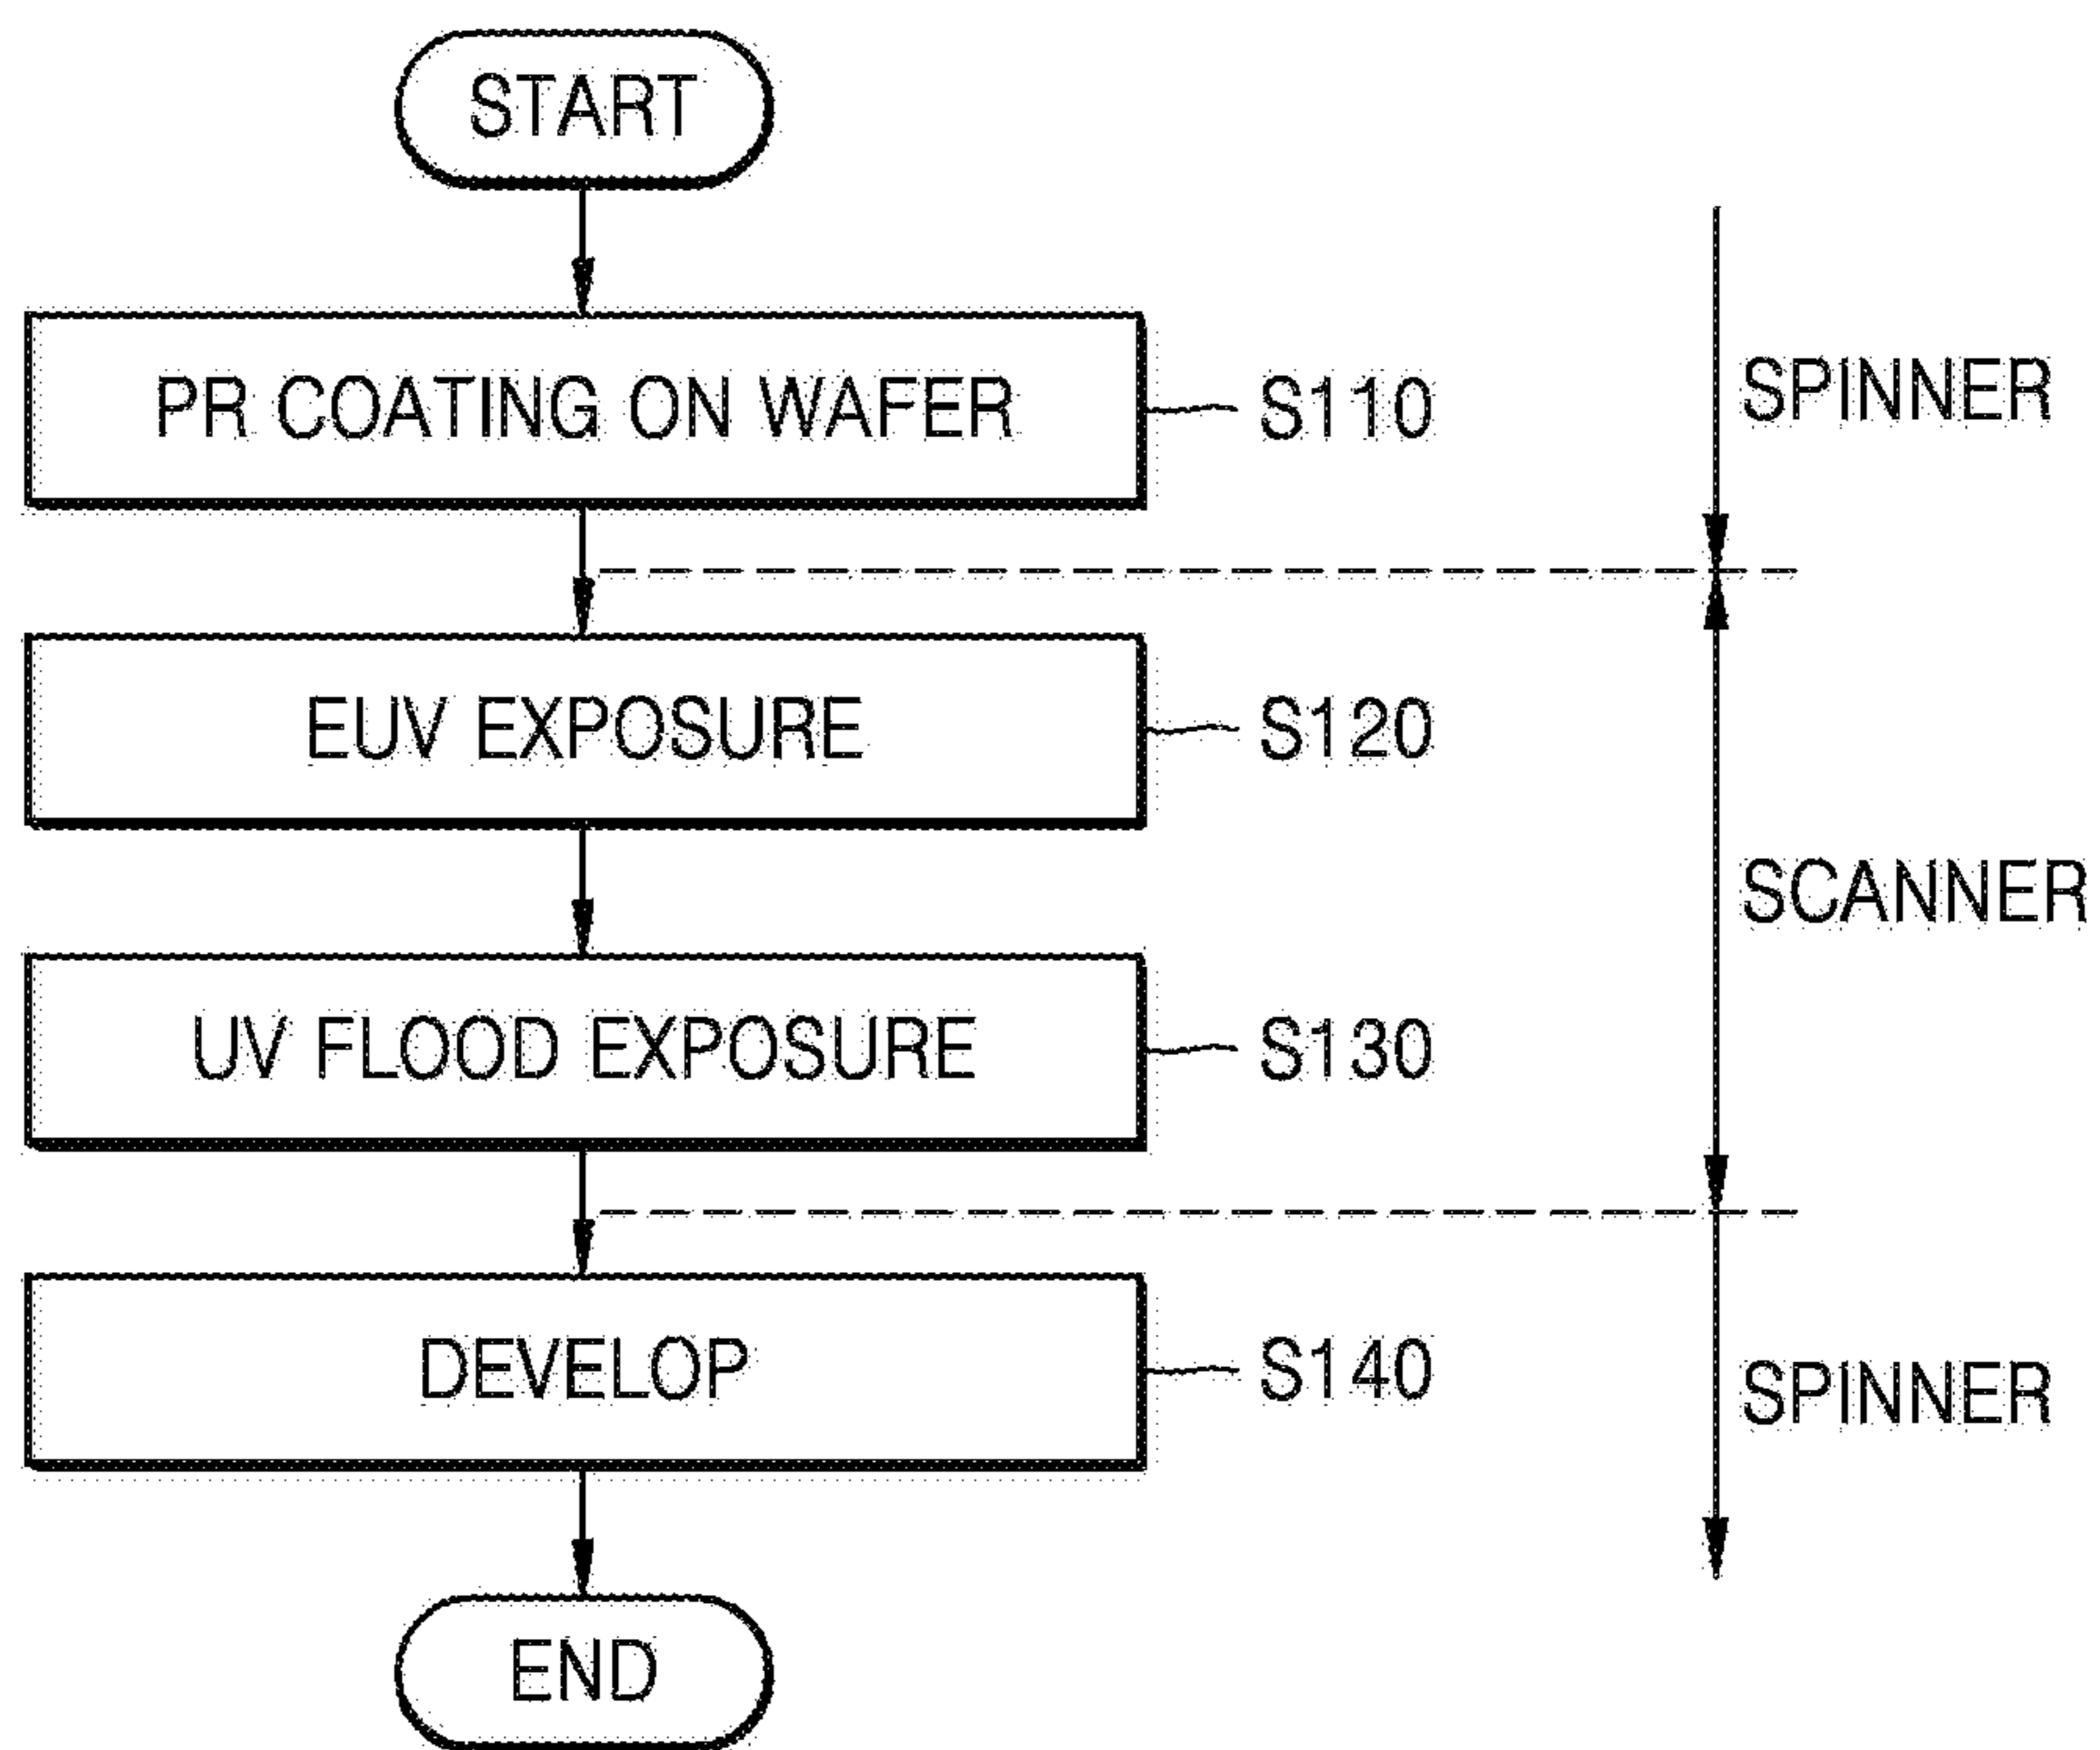 START
PR COATING ON WAFER
S110
SPINNER
EUV EXPOSURE
S120
SCANNER
UV FLOOD EXPOSURE
S130
DEVELOP
S140
SPINNER
END